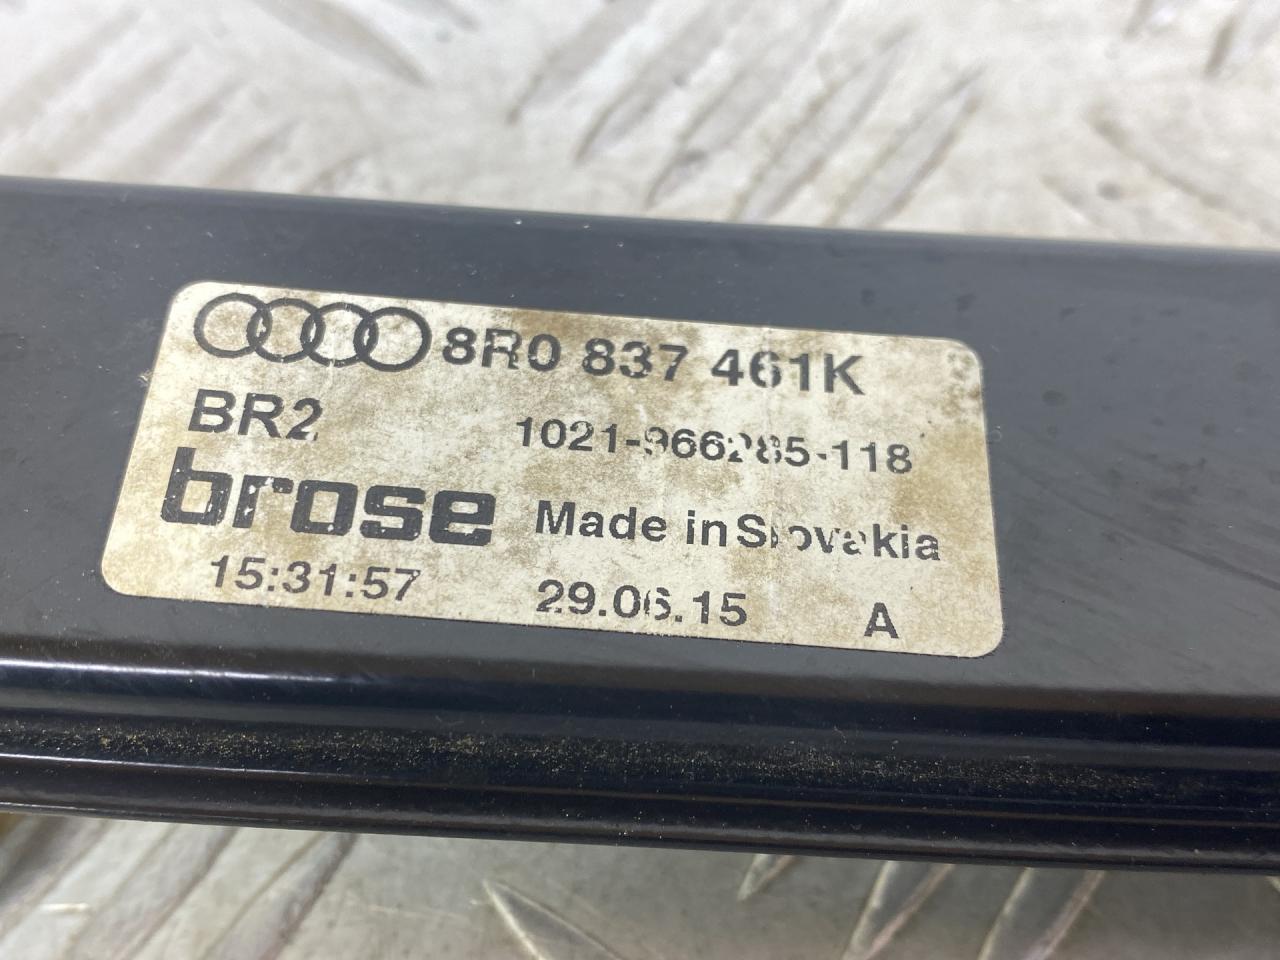 8R0 837 461K
BR2 1021-966285-118
brose Made in Slovakia
15:31:57 29.06.15 A